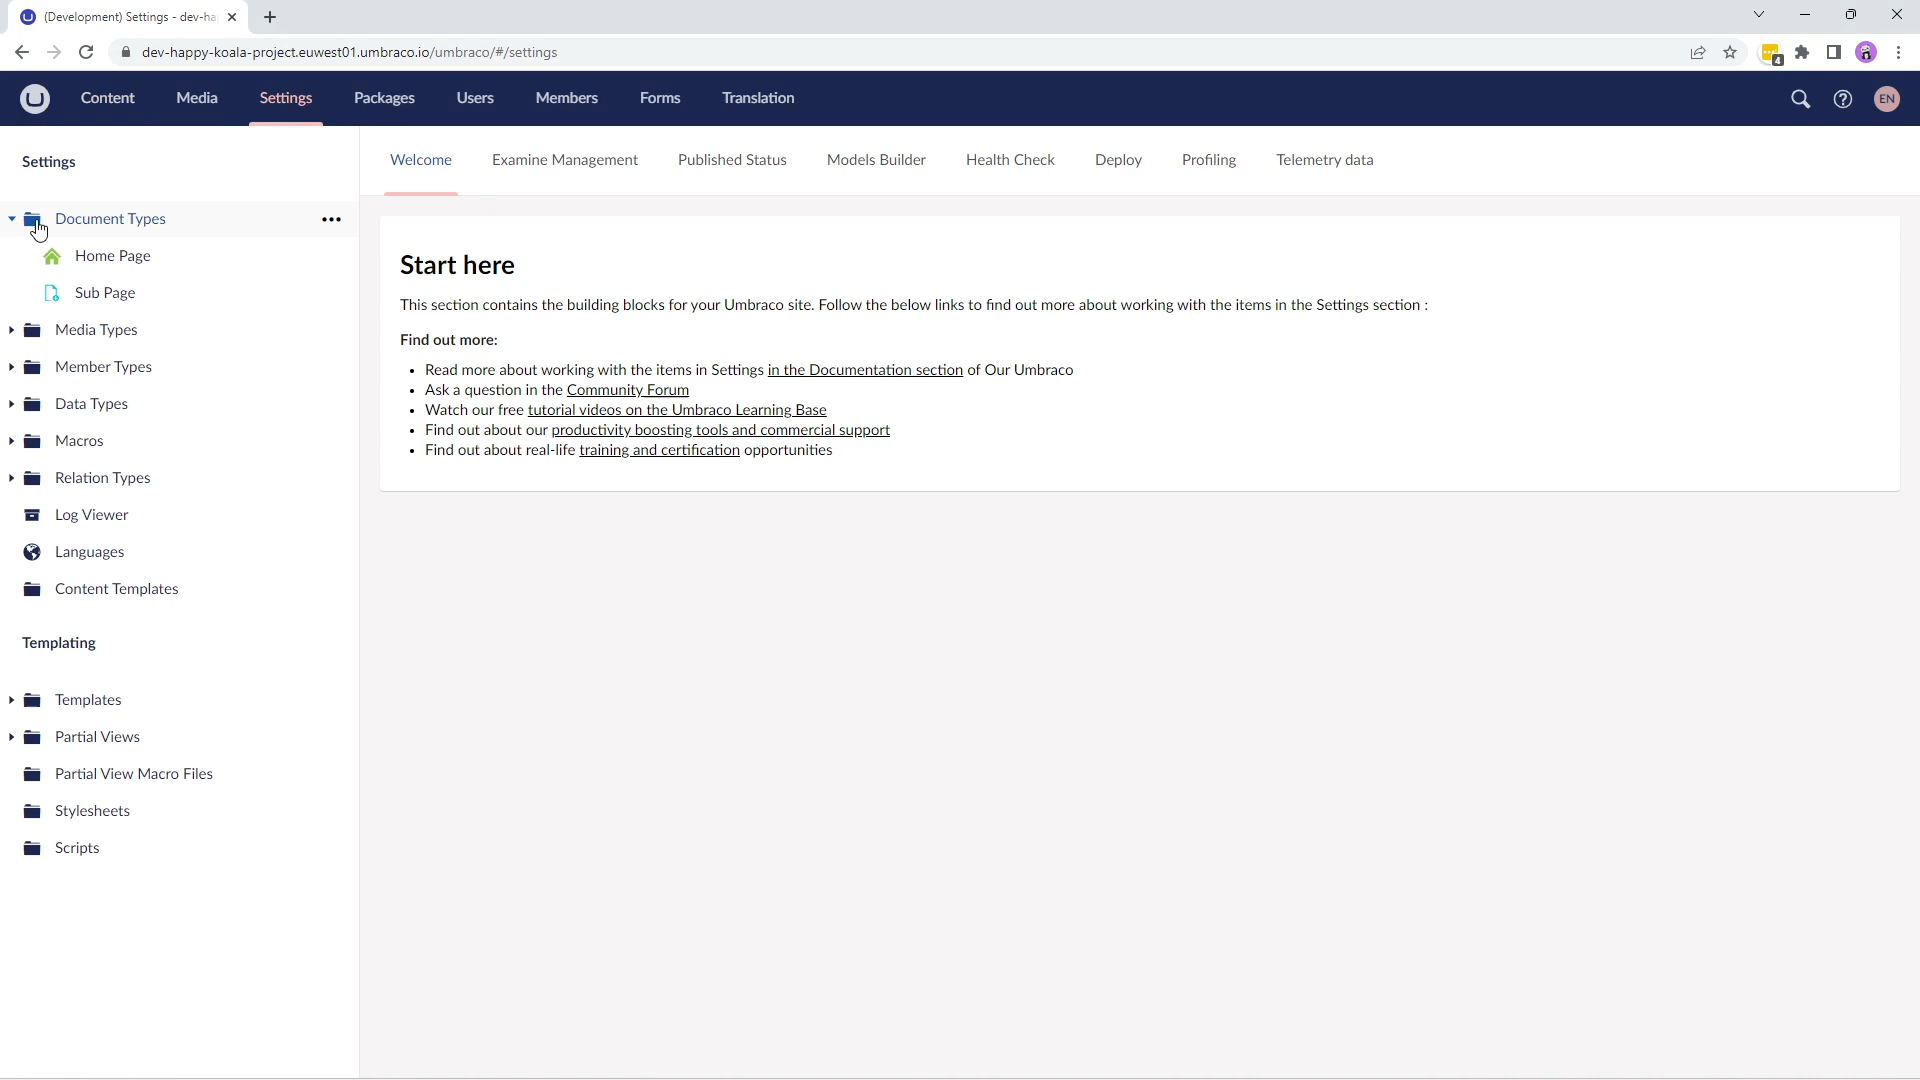 (Development) Settings - dev-ha
dev-happy-koala-project.euwest01.umbraco.io/umbraco/#/settings
4
Content Media Settings Packages Users Members Forms Translation
EN
Settings
Welcome Examine Management Published Status Models Builder Health Check Deploy Profiling Telemetry data
Document Types
Home Page
Sub Page
Media Types
Member Types
Data Types
Macros
Relation Types
Log Viewer
Languages
Content Templates
Templating
Templates
Partial Views
Partial View Macro Files
Stylesheets
Scripts
Start here
This section contains the building blocks for your Umbraco site. Follow the below links to find out more about working with the items in the Settings section :
Find out more:
• Read more about working with the items in Settings in the Documentation section of Our Umbraco
• Ask a question in the Community Forum
• Watch our free tutorial videos on the Umbraco Learning Base
• Find out about our productivity boosting tools and commercial support
• Find out about real-life training and certification opportunities